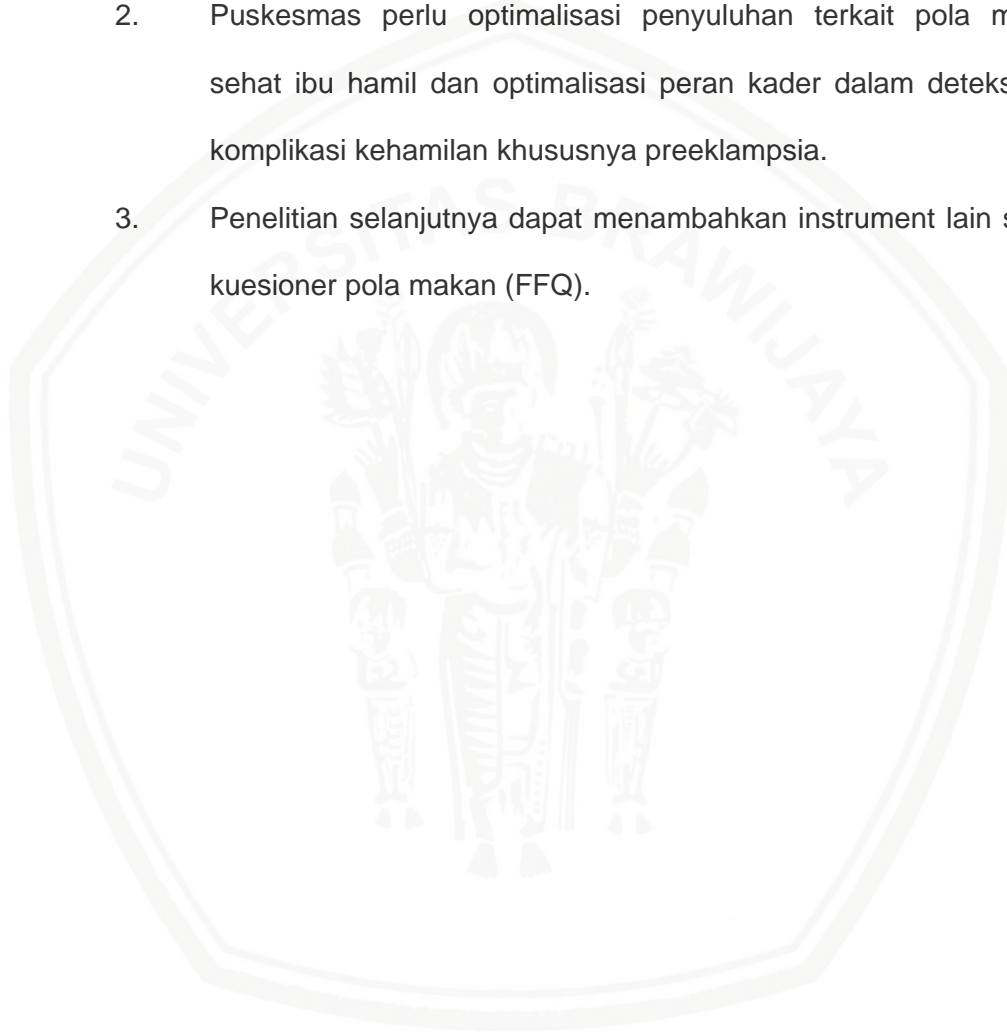 2. Puskesmas perlu optimalisasi penyuluhan terkait pola
sehat ibu hamil dan optimalisasi peran kader dalam
komplikasi kehamilan khususnya preeklampsia.
3. Penelitian selanjutnya dapat menambahkan instrument lain
kuesioner pola makan (FFQ).
UNIVERSITAS BRAWIJAYA